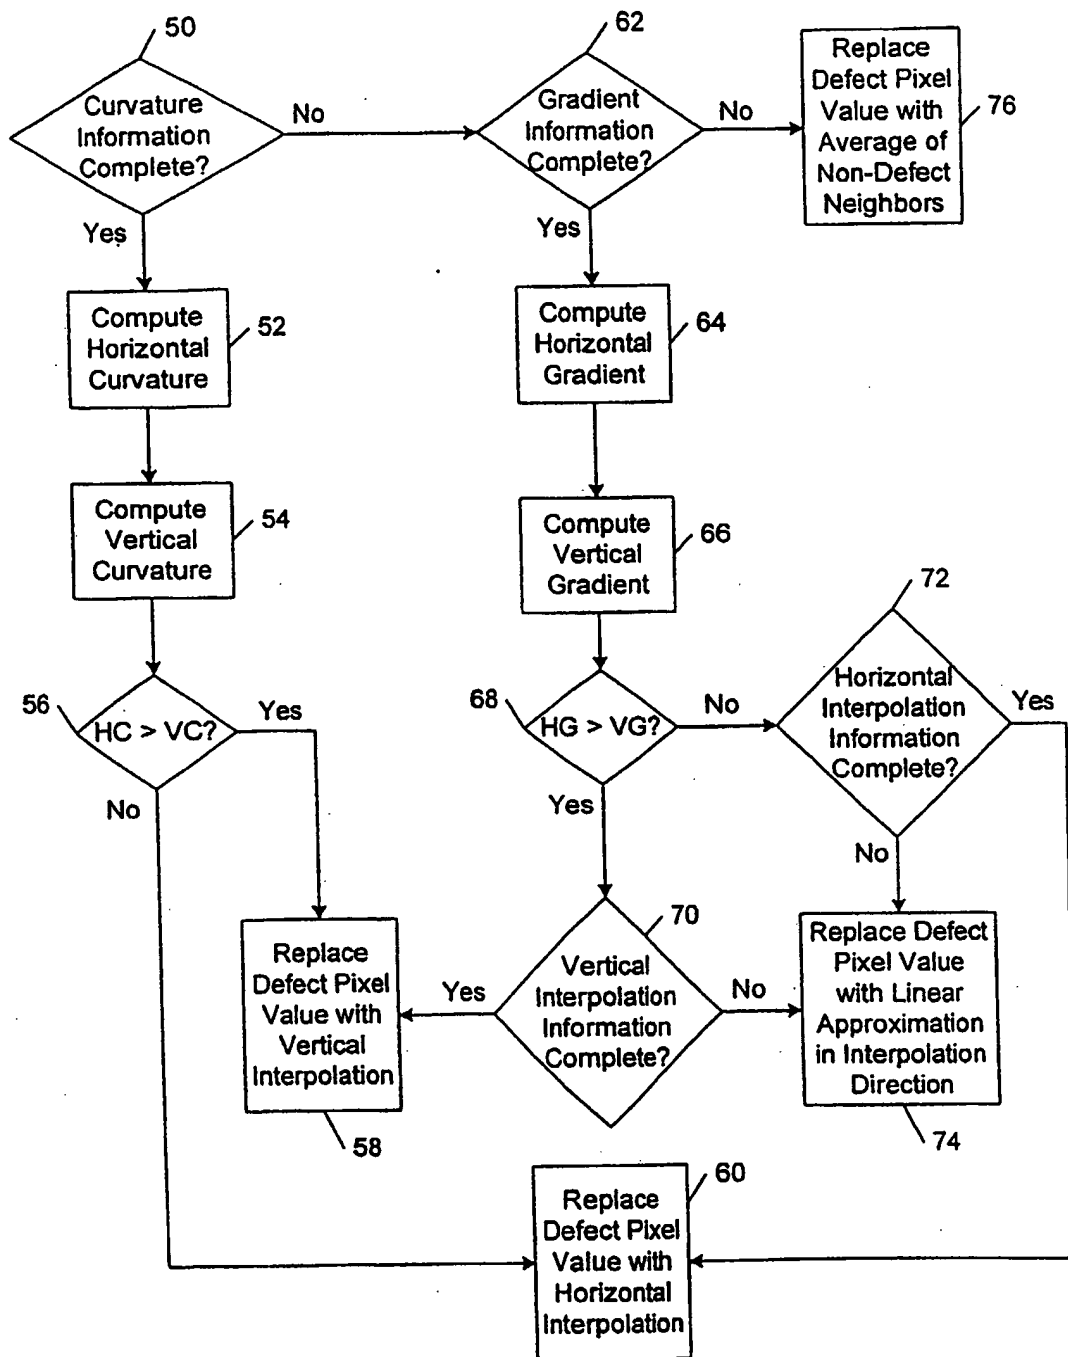 50
Curvature
Information
Complete?
No
Yes
62
Gradient
Information
Complete?
No
Yes
Replace
Defect Pixel
Value with
Average of
Non-Defect
Neighbors
76
Compute
Horizontal
Curvature
52
Compute
Horizontal
Gradient
64
Compute
Vertical
Curvature
54
Compute
Vertical
Gradient
66
56
HC > VC?
Yes
No
68
HG > VG?
No
Yes
72
Horizontal
Interpolation
Information
Complete?
Yes
No
Replace
Defect Pixel
Value with
Vertical
Interpolation
58
70
Vertical
Interpolation
Information
Complete?
Yes
No
Replace Defect
Pixel Value
with Linear
Approximation
in Interpolation
Direction
74
60
Replace
Defect Pixel
Value with
Horizontal
Interpolation